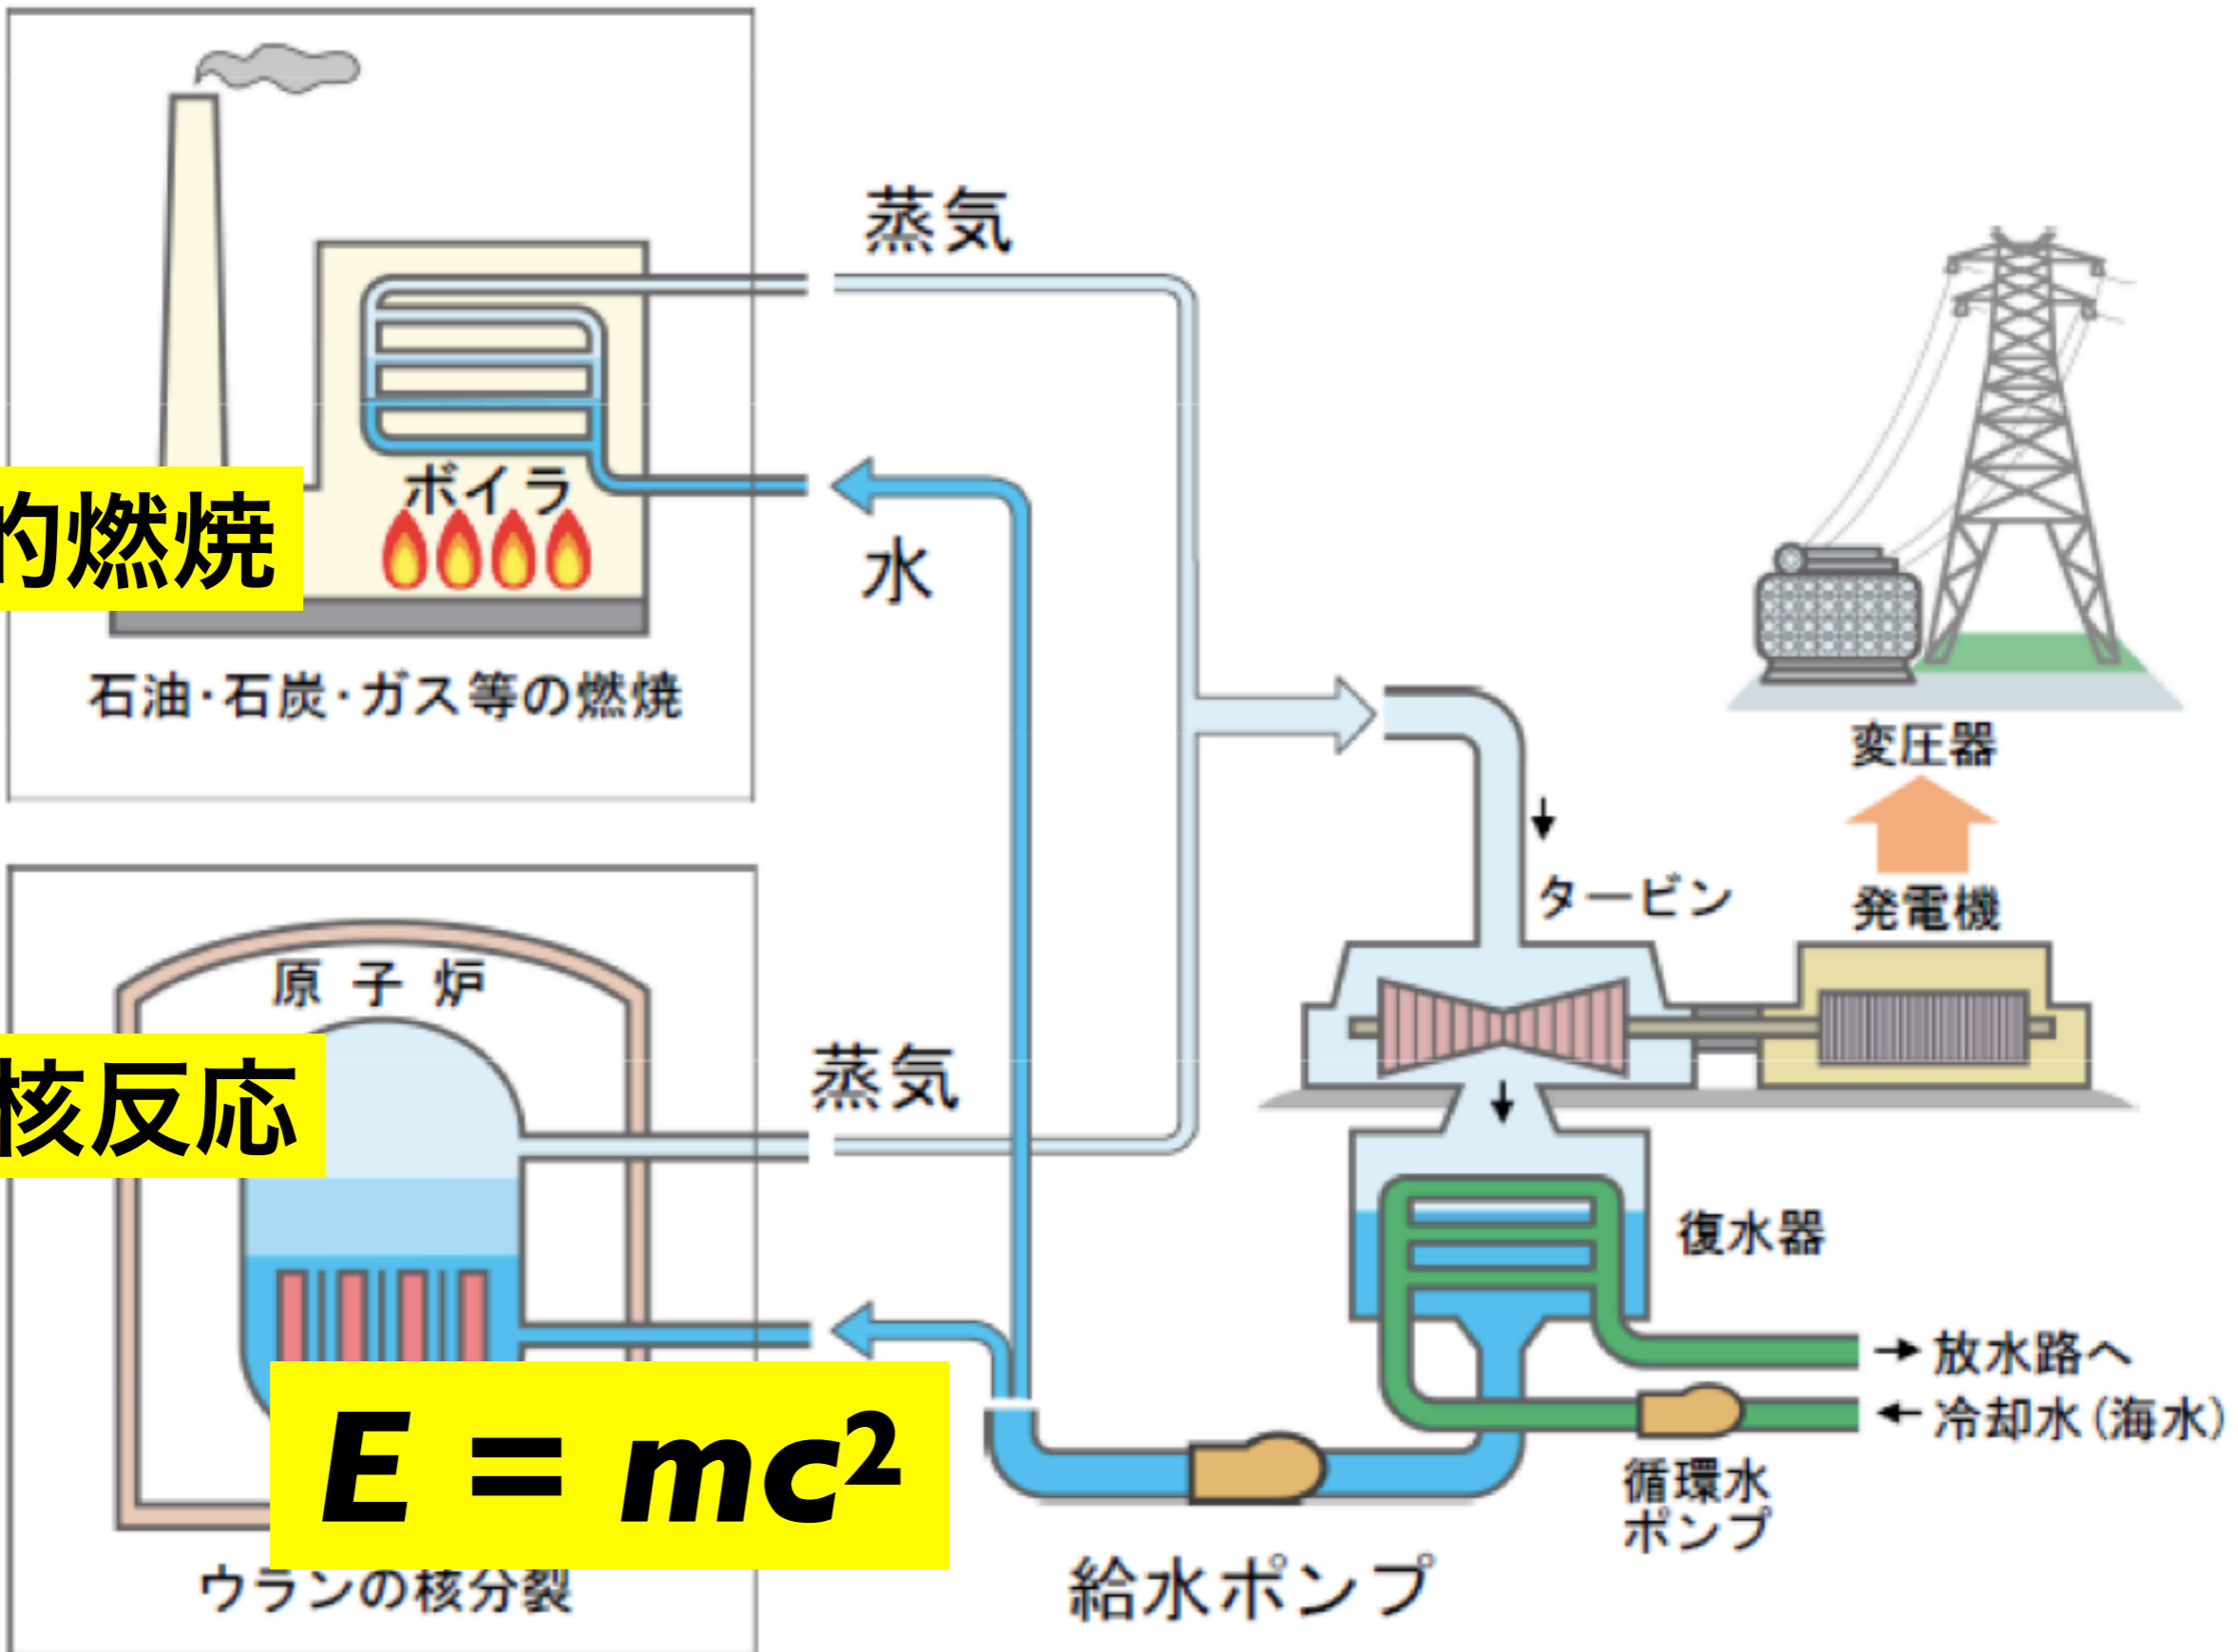 蒸気
ボイラ
的燃焼
水
石油・石炭・ガス等の燃焼
変圧器
タービン
発電機
原子炉
核反応
蒸気
復水器
放水路へ
冷却水(海水)
循環水
ポンプ
E = mc²
ウランの核分裂
給水ポンプ